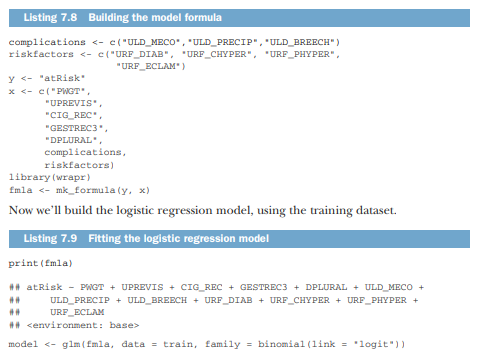 Listing 7.8 Building the model formula
complications <- c("ULD_MECO","ULD_PRECIP","ULD_BREECH")
riskfactors <- c("URF_DIAB", "URF_CHYPER", "URF_PHYPER",
"URF_ECLAM")
y <- "atRisk"
x <- c("PWGT",
"UPREVIS",
"CIG_REC",
"GESTREC3",
"DPLURAL",
complications,
riskfactors)
library(wrapr)
fmla <- mk_formula(y, x)
Now we'll build the logistic regression model, using the training dataset.
Listing 7.9 Fitting the logistic regression model
print(fmla)
## atRisk ~ PWGT + UPREVIS + CIG_REC + GESTREC3 + DPLURAL + ULD_MECO +
## ULD_PRECIP + ULD_BREECH + URF_DIAB + URF_CHYPER + URF_PHYPER +
## URF_ECLAM
## <environment: base>
model <- glm(fmla, data = train, family = binomial(link = "logit"))